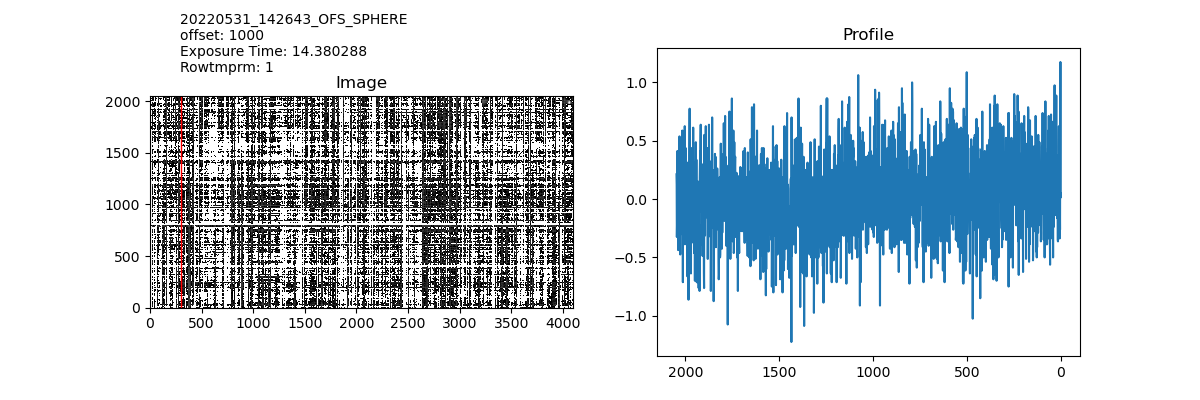 20220531_142643_OFS_SPHERE
offset: 1000
Exposure Time: 14.380288
Rowtmprm: 1
Image
2000
1500
1000
500
0
0 500 1000 1500 2000 2500 3000 3500 4000
Profile
1.0
0.5
0.0
−0.5
−1.0
2000 1500 1000 500 0